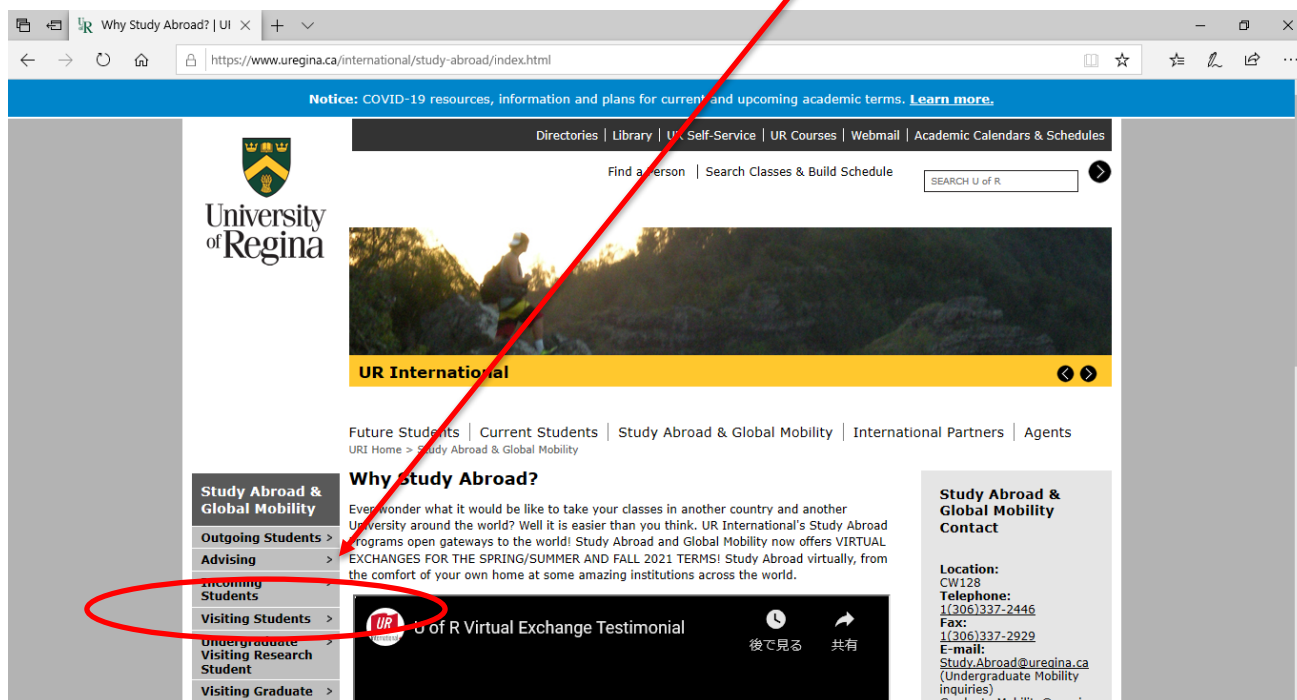 Why Study Abroad? | UI
https://www.uregina.ca/international/study-abroad/index.html
Notice: COVID-19 resources, information and plans for current and upcoming academic terms. Learn more.
Directories | Library | UR Self-Service | UR Courses | Webmail | Academic Calendars & Schedules
Find a Person | Search Classes & Build Schedule
SEARCH U of R
University
of Regina
UR International
Future Students | Current Students | Study Abroad & Global Mobility | International Partners | Agents
URI Home > Study Abroad & Global Mobility
Study Abroad &
Global Mobility
Outgoing Students >
Advising >
Incoming >
Students
Visiting Students >
Undergraduate >
Visiting Research
Student
Visiting Graduate >
Why Study Abroad?
Ever wonder what it would be like to take your classes in another country and another
University around the world? Well it is easier than you think. UR International's Study Abroad
Programs open gateways to the world! Study Abroad and Global Mobility now offers VIRTUAL
EXCHANGES FOR THE SPRING/SUMMER AND FALL 2021 TERMS! Study Abroad virtually, from
the comfort of your own home at some amazing institutions across the world.
UR
U of R Virtual Exchange Testimonial
後で見る
共有
Study Abroad &
Global Mobility
Contact
Location:
CW128
Telephone:
1(306)337-2446
Fax:
1(306)337-2929
E-mail:
Study.Abroad@uregina.ca
(Undergraduate Mobility
inquiries)